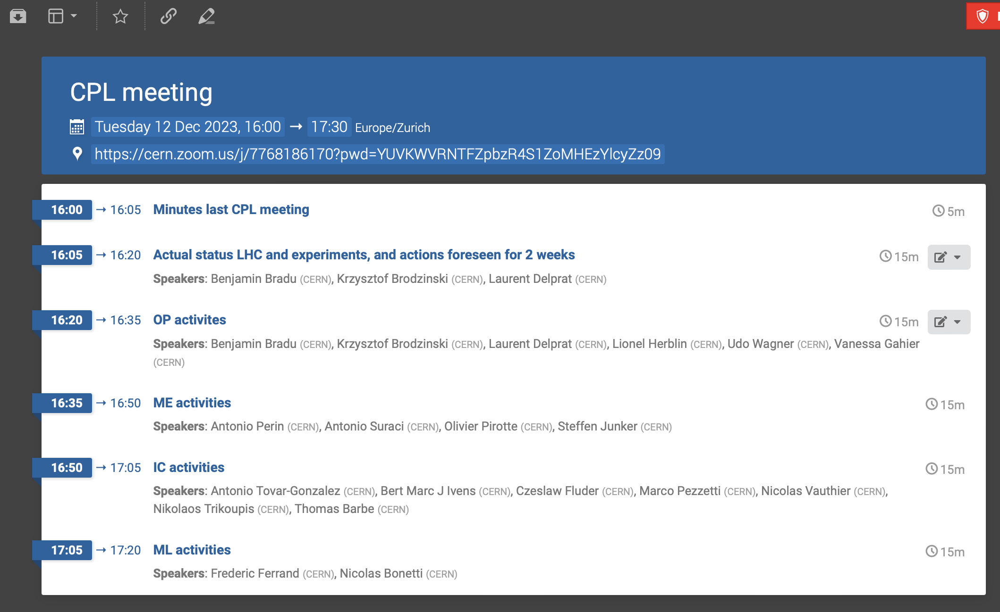 CPL meeting
Tuesday 12 Dec 2023, 16:00 → 17:30 Europe/Zurich
https://cern.zoom.us/j/7768186170?pwd=YUVKWVRNTFZpbzR4S1ZoMHEzYlcyZz09
16:00 → 16:05 Minutes last CPL meeting 5m
16:05 → 16:20 Actual status LHC and experiments, and actions foreseen for 2 weeks 15m
Speakers: Benjamin Bradu (CERN), Krzysztof Brodzinski (CERN), Laurent Delprat (CERN)
16:20 → 16:35 OP activites 15m
Speakers: Benjamin Bradu (CERN), Krzysztof Brodzinski (CERN), Laurent Delprat (CERN), Lionel Herblin (CERN), Udo Wagner (CERN), Vanessa Gahier
(CERN)
16:35 → 16:50 ME activities 15m
Speakers: Antonio Perin (CERN), Antonio Suraci (CERN), Olivier Pirotte (CERN), Steffen Junker (CERN)
16:50 → 17:05 IC activities 15m
Speakers: Antonio Tovar-Gonzalez (CERN), Bert Marc J Ivens (CERN), Czeslaw Fluder (CERN), Marco Pezzetti (CERN), Nicolas Vauthier (CERN),
Nikolaos Trikoupis (CERN), Thomas Barbe (CERN)
17:05 → 17:20 ML activities 15m
Speakers: Frederic Ferrand (CERN), Nicolas Bonetti (CERN)